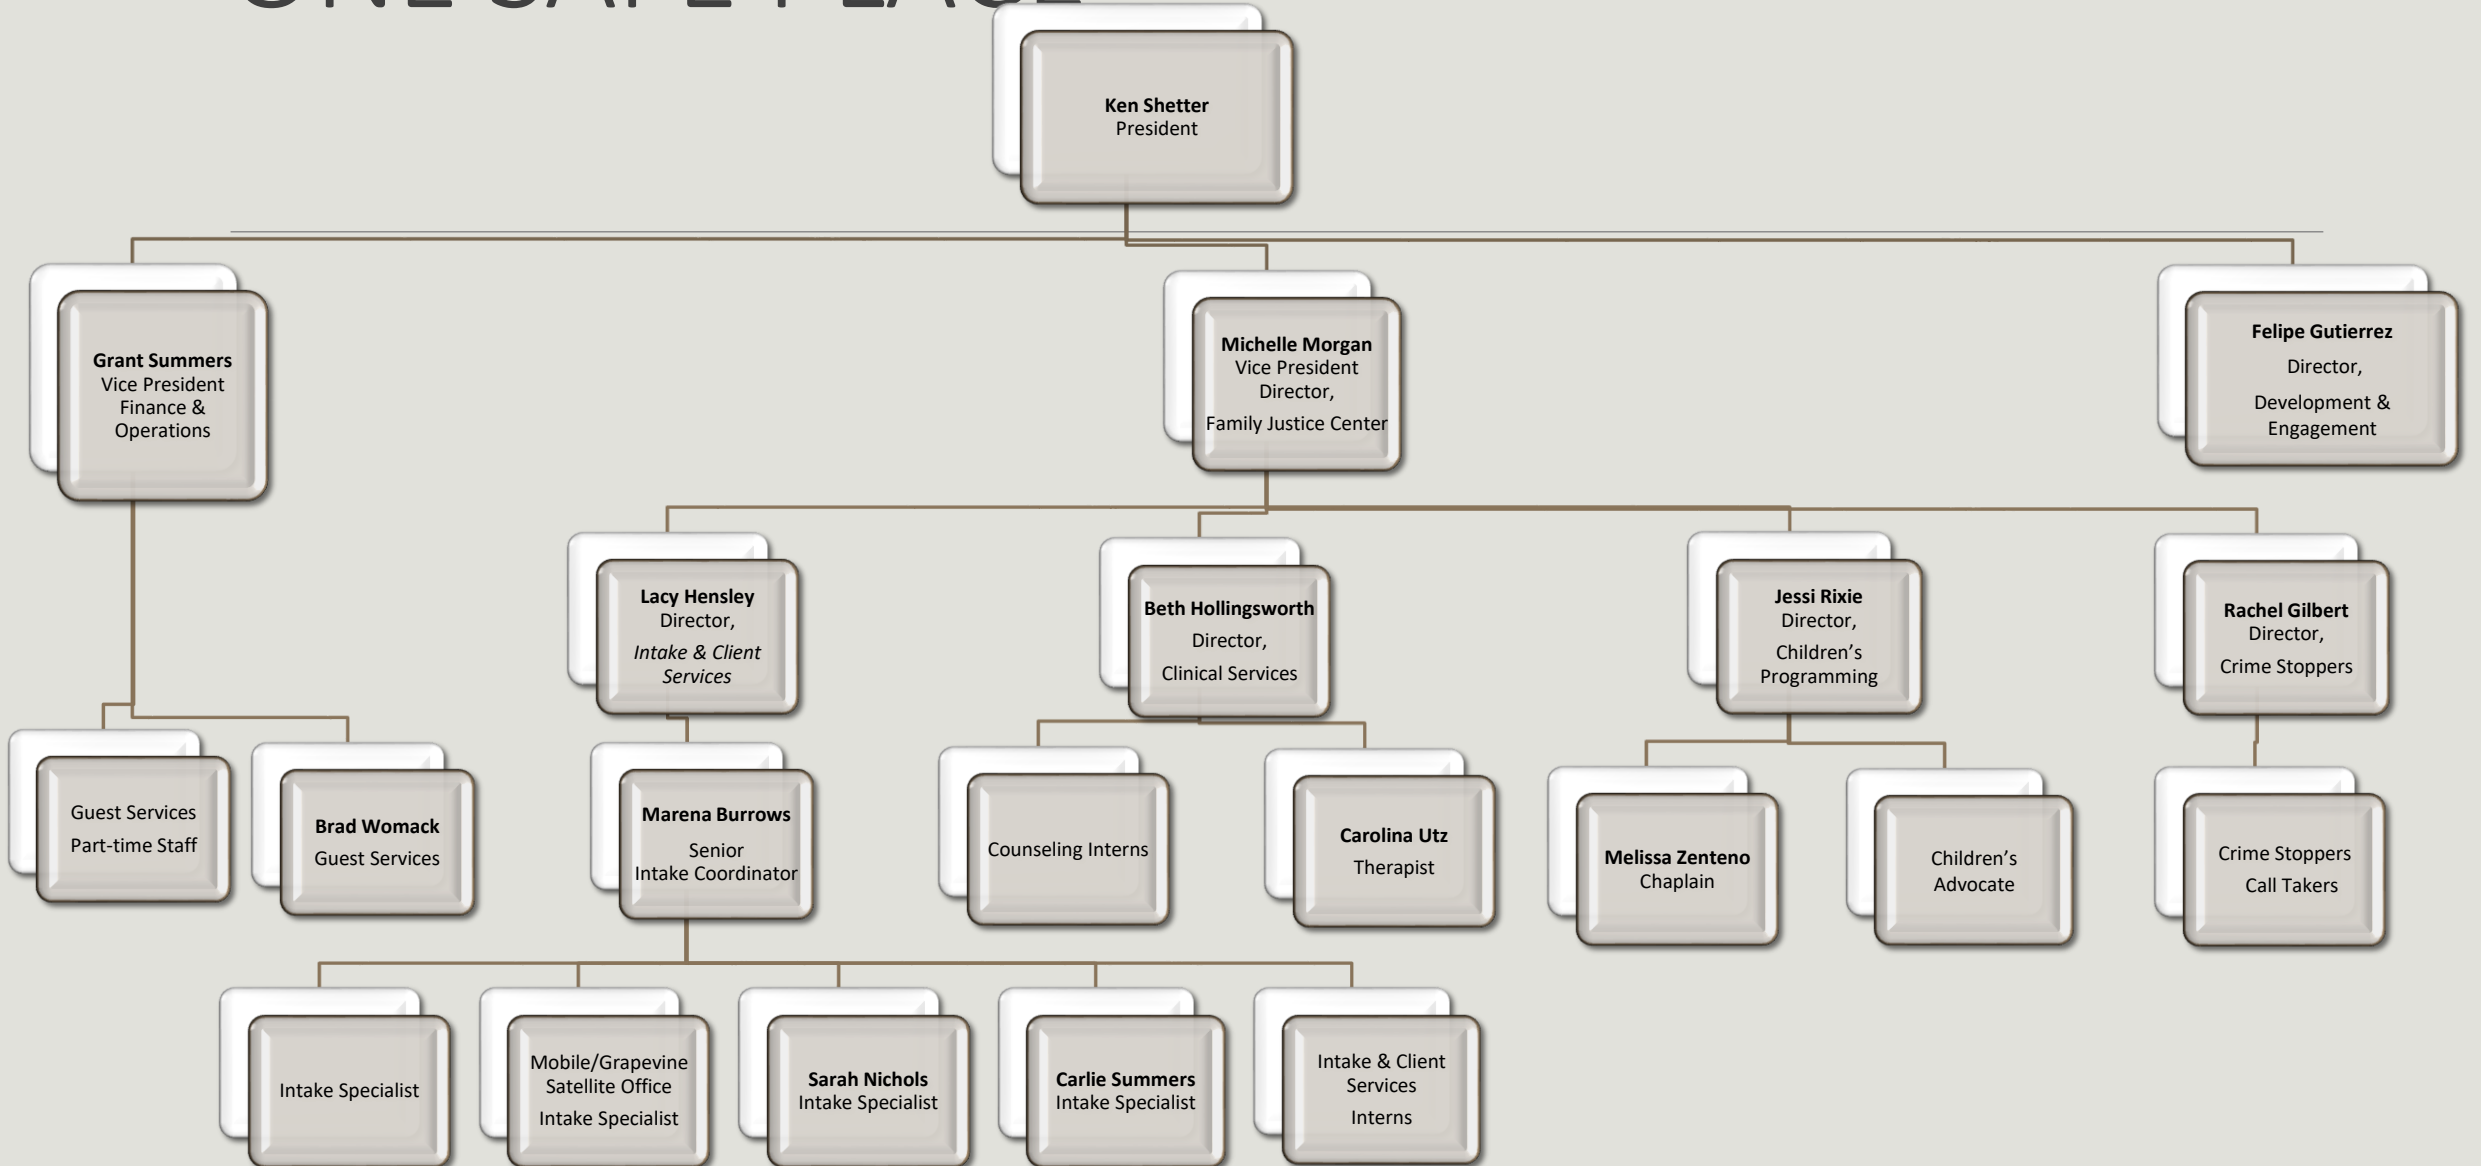 ONE SAFE PLACE
Ken Shetter
President
Grant Summers
Vice President
Finance &
Operations
Michelle Morgan
Vice President
Director,
Family Justice Center
Felipe Gutierrez
Director,
Development &
Engagement
Lacy Hensley
Director,
Intake & Client
Services
Beth Hollingsworth
Director,
Clinical Services
Jessi Rixie
Director,
Children’s
Programming
Rachel Gilbert
Director,
Crime Stoppers
Guest Services
Part-time Staff
Brad Womack
Guest Services
Marena Burrows
Senior
Intake Coordinator
Counseling Interns
Carolina Utz
Therapist
Melissa Zenteno
Chaplain
Children’s
Advocate
Crime Stoppers
Call Takers
Intake Specialist
Mobile/Grapevine
Satellite Office
Intake Specialist
Sarah Nichols
Intake Specialist
Carlie Summers
Intake Specialist
Intake & Client
Services
Interns